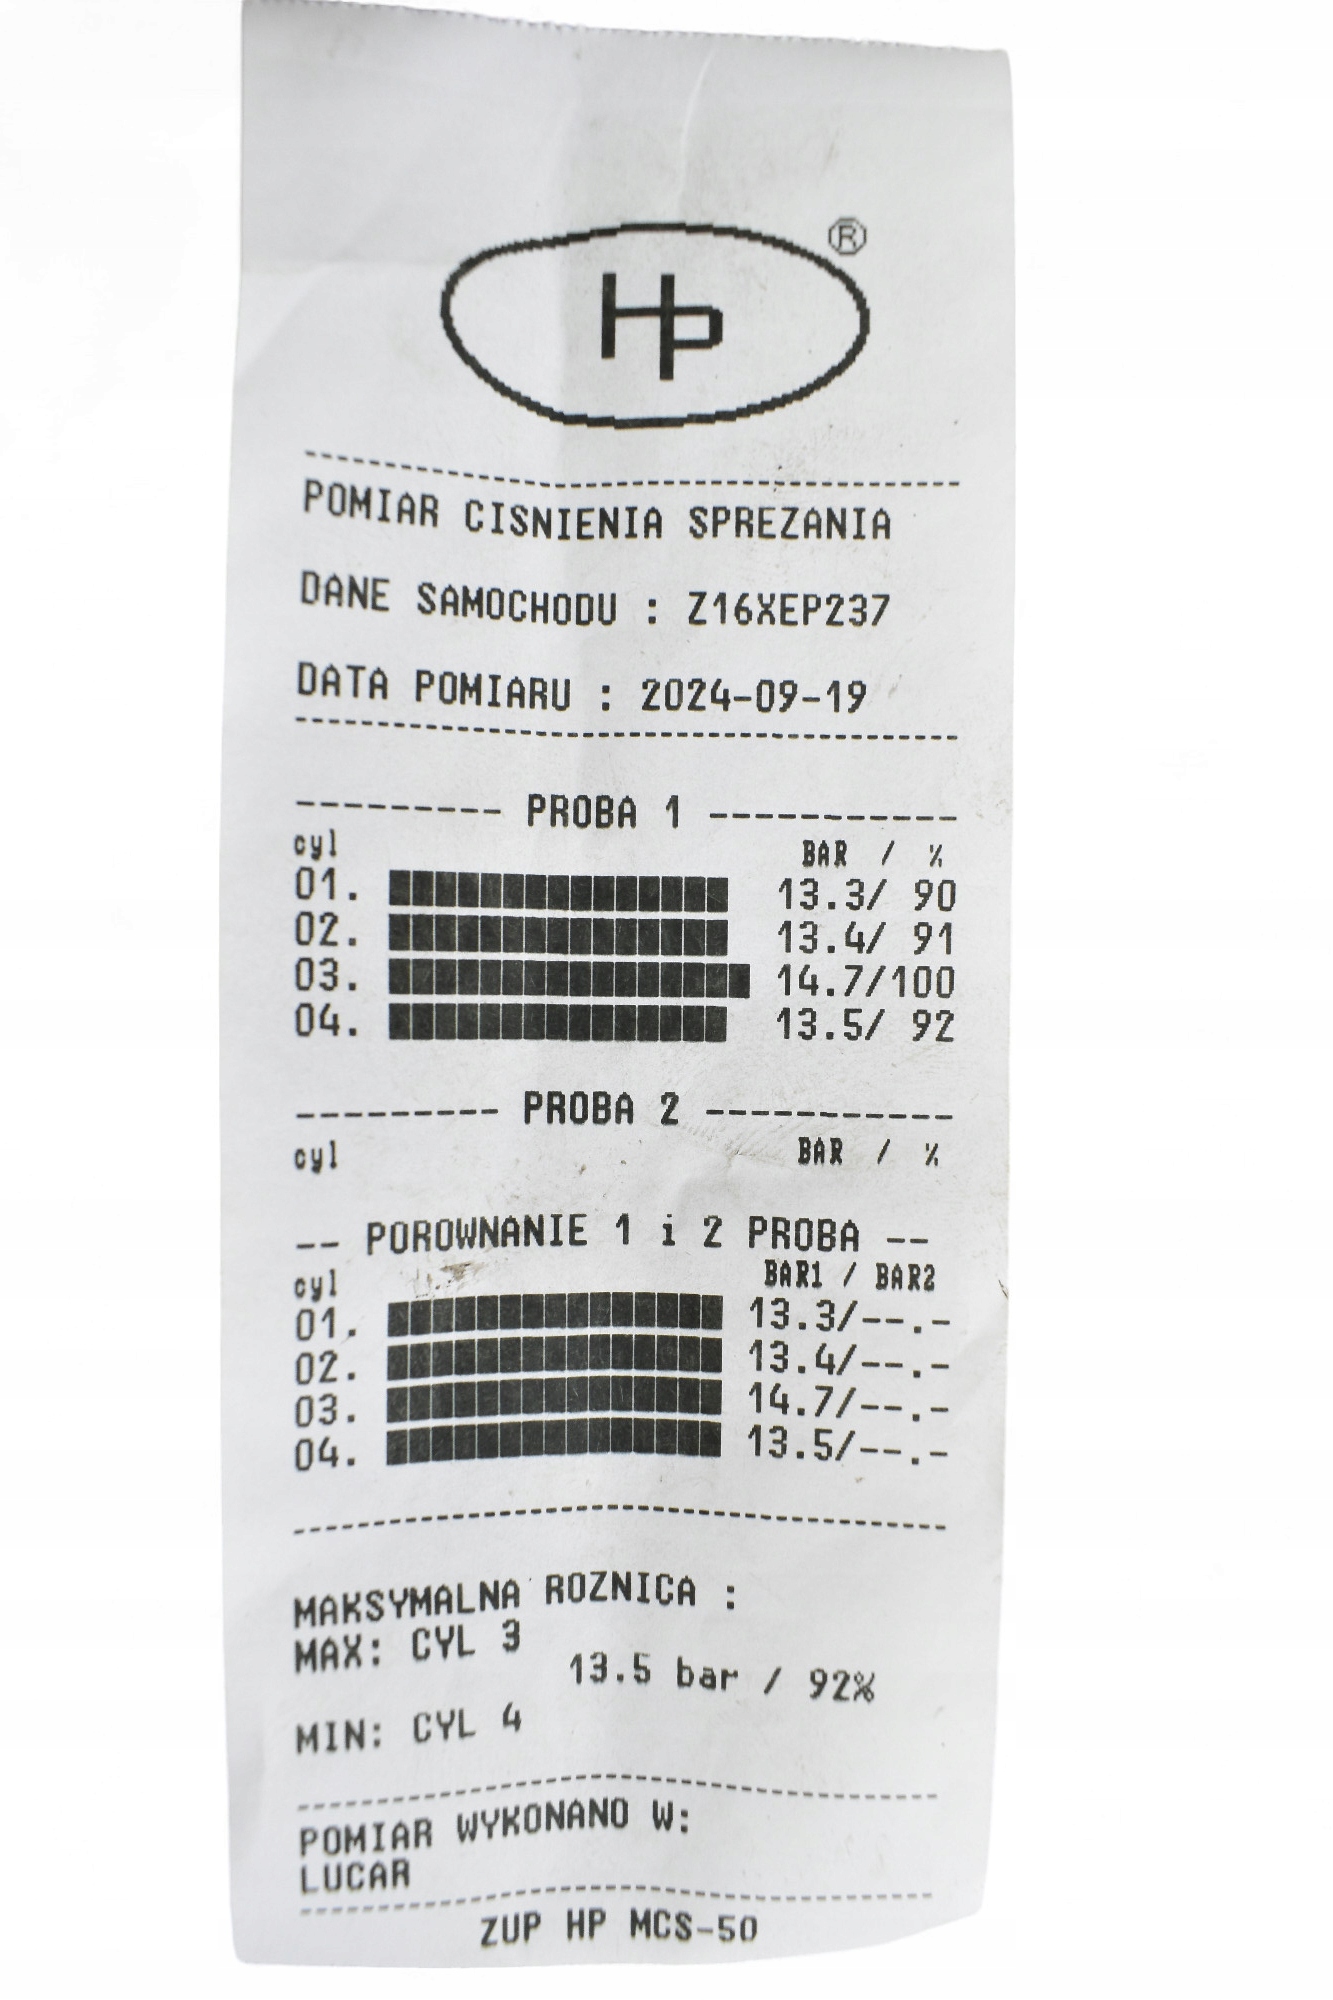 HP ®
POMIAR CISNIENIA SPREZANIA
DANE SAMOCHODU : Z16XEP237
DATA POMIARU : 2024-09-19
--------- PROBA 1 -----------
cyl BAR / %
01. 13.3/ 90
02. 13.4/ 91
03. 14.7/100
04. 13.5/ 92
--------- PROBA 2 -----------
cyl BAR / %
-- POROWNANIE 1 i 2 PROBA --
cyl BAR1 / BAR2
01. 13.3/--.-
02. 13.4/--.-
03. 14.7/--.-
04. 13.5/--.-
MAKSYMALNA ROZNICA :
MAX: CYL 3
13.5 bar / 92%
MIN: CYL 4
POMIAR WYKONANO W:
LUCAR
ZUP HP MCS-50